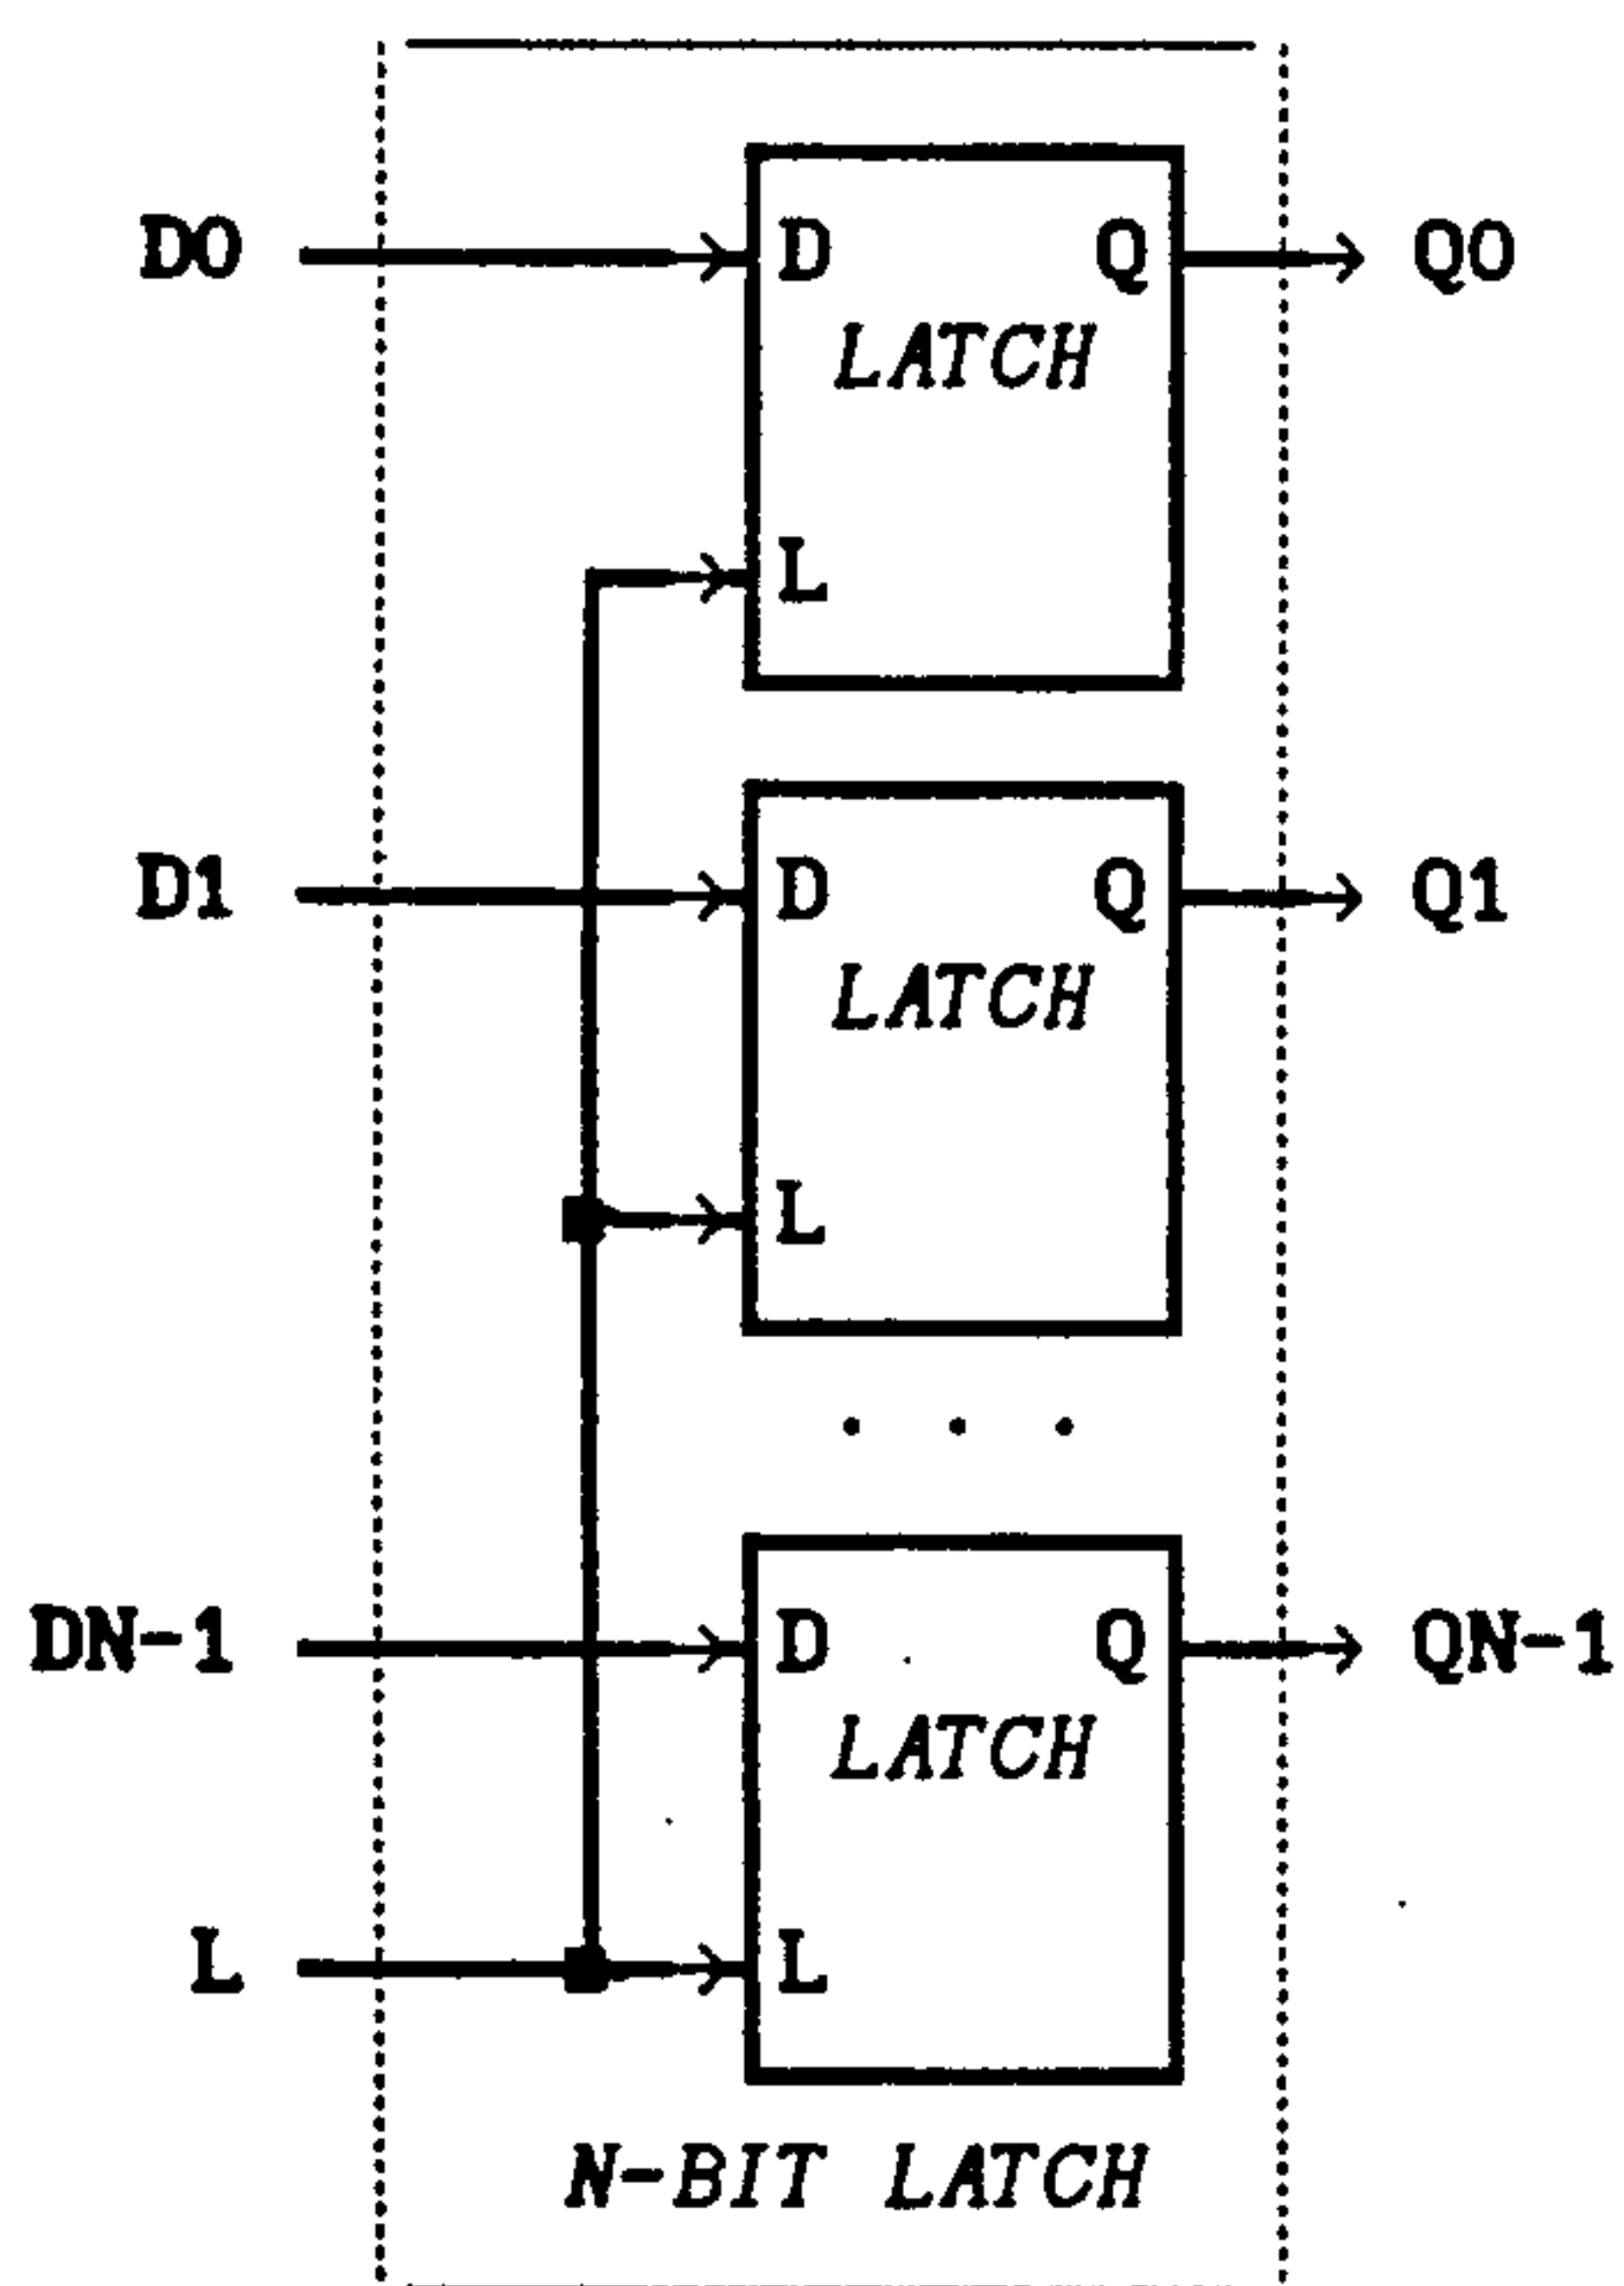 D0 D Q Q0
LATCH
L
D1 D Q Q1
LATCH
L
. . .
DN-1 D Q QN-1
LATCH
L L
N-BIT LATCH